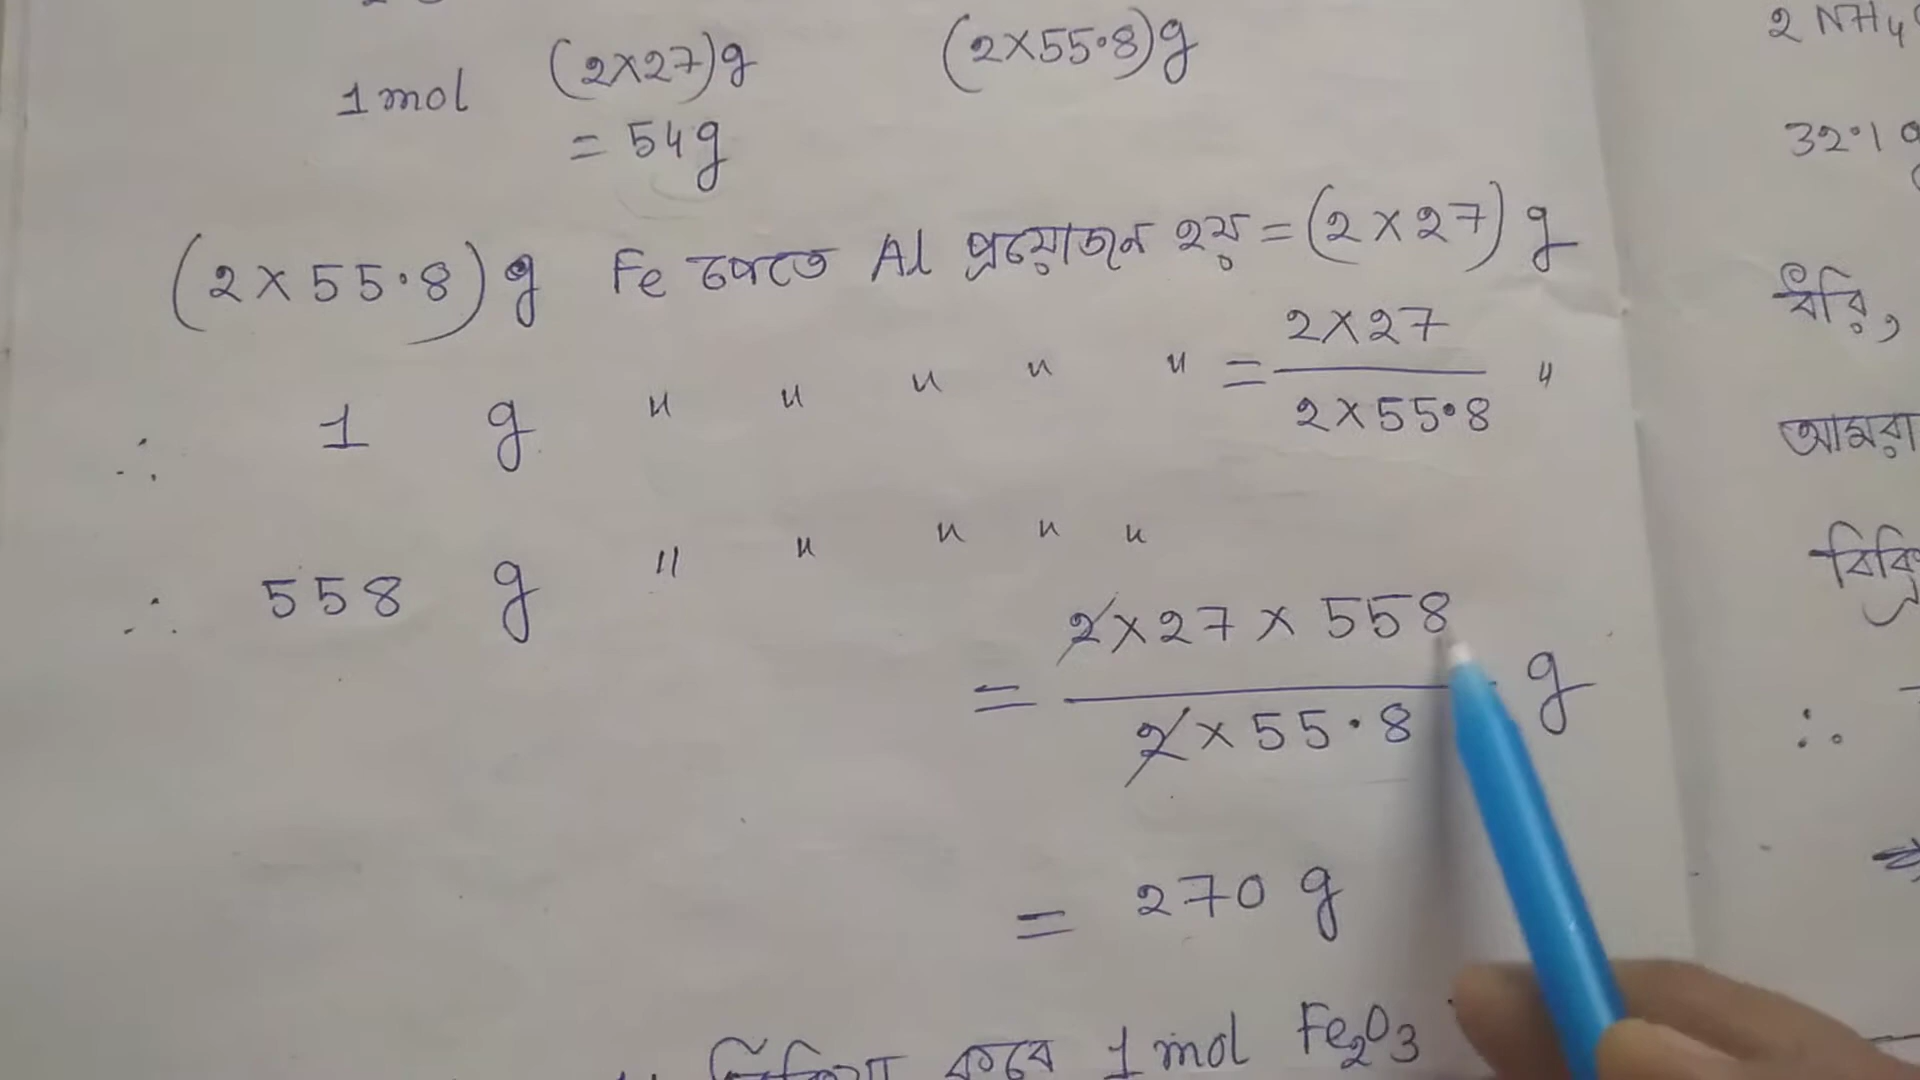 1 mol (2×27)g (2×55.8)g
= 54g
(2×55.8) g Fe পেতে Al প্রয়োজন হয় = (2×27) g
∴ 1 g " " " " " = 2×27 / 2×55.8 "
∴ 558 g " " " " "
= 2×27×558 / 2×55.8 g
= 270 g
করে 1 mol Fe₂O₃
2 NH₄
32.1 g
ধরি,
আমরা
∴